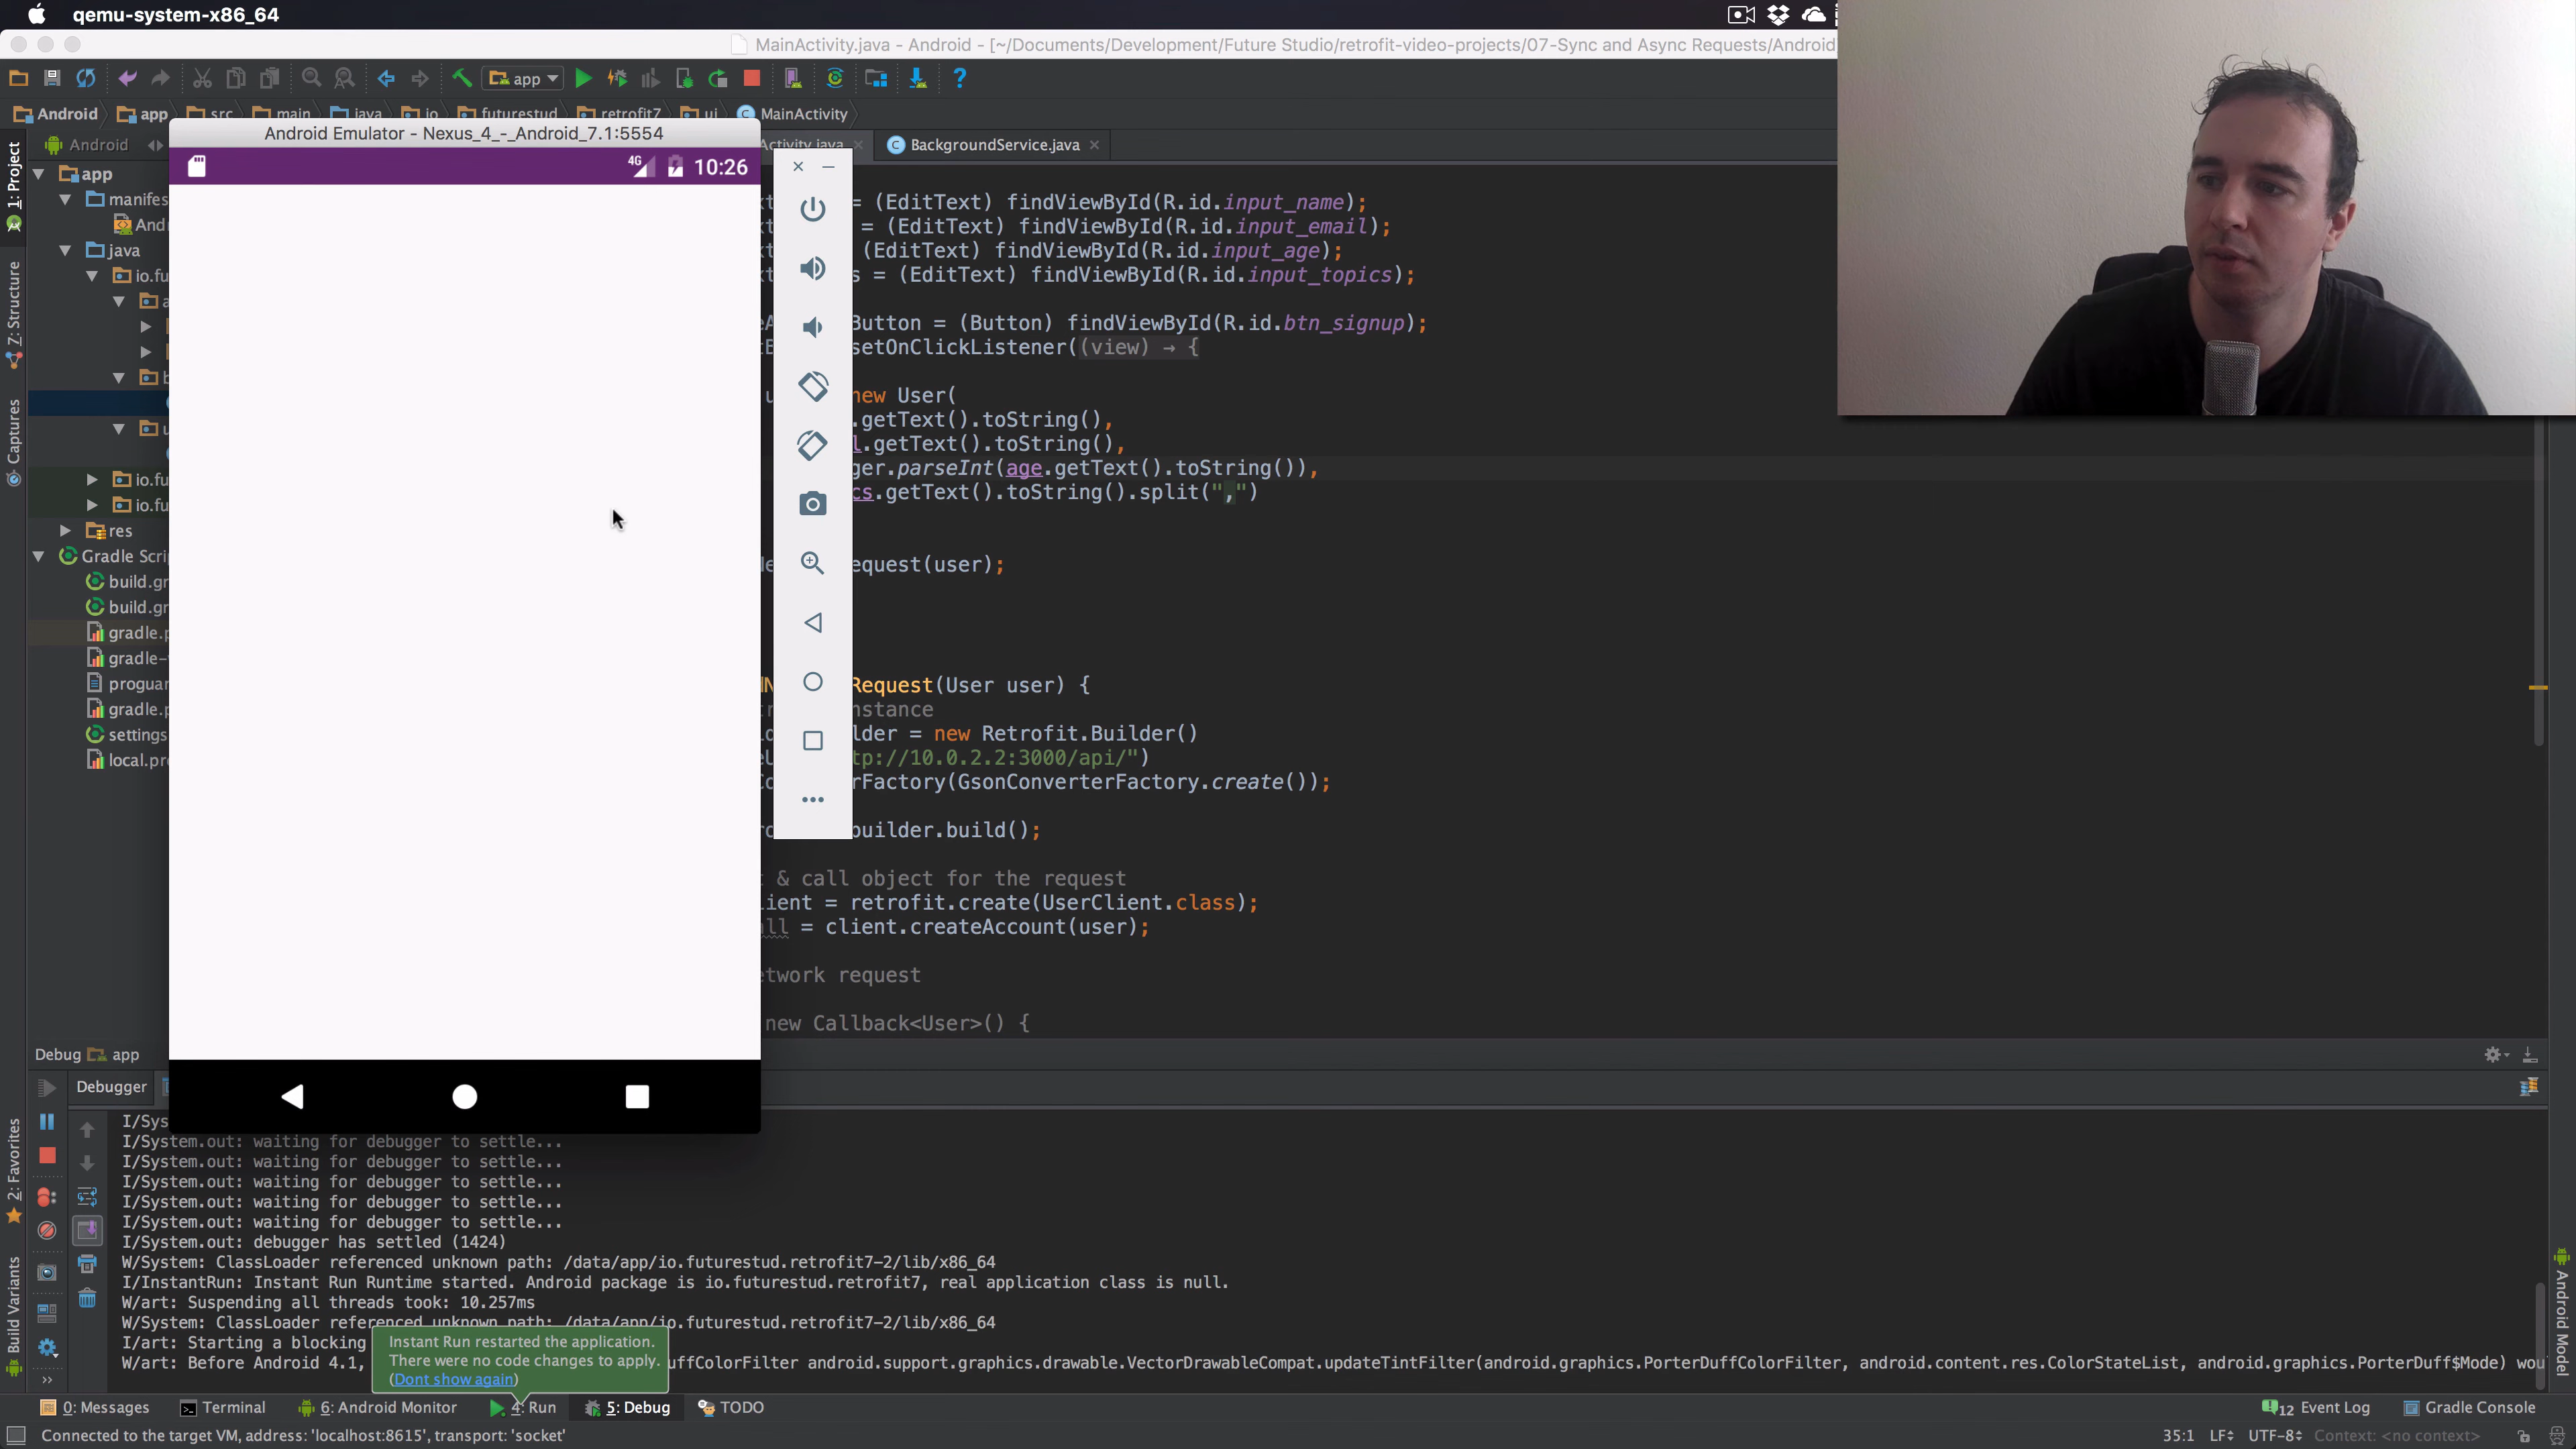 qemu-system-x86_64
MainActivity.java - Android - [~/Documents/Development/Future Studio/retrofit-video-projects/07-Sync and Async Requests/Android
app
Android app src main java io futurestud retrofit7 ui MainActivity
Android Emulator - Nexus_4_-_Android_7.1:5554
Android
Activity.java
BackgroundService.java
1: Project
7: Structure
Captures
2: Favorites
Build Variants
4G 10:26
app
manifes
And
java
io.fu
io.fu
io.fu
res
Gradle Scri
build.gr
build.gr
gradle.p
gradle-
proguar
gradle.p
settings
local.pro
= (EditText) findViewById(R.id.input_name);
= (EditText) findViewById(R.id.input_email);
(EditText) findViewById(R.id.input_age);
s = (EditText) findViewById(R.id.input_topics);
Button = (Button) findViewById(R.id.btn_signup);
setOnClickListener((view) → {
new User(
.getText().toString(),
l.getText().toString(),
ger.parseInt(age.getText().toString()),
cs.getText().toString().split(",")
equest(user);
Request(User user) {
nstance
lder = new Retrofit.Builder()
tp://10.0.2.2:3000/api/")
rFactory(GsonConverterFactory.create());
builder.build();
t & call object for the request
lient = retrofit.create(UserClient.class);
all = client.createAccount(user);
etwork request
new Callback<User>() {
Debug app
Debugger
I/Sys
I/System.out: waiting for debugger to settle...
I/System.out: waiting for debugger to settle...
I/System.out: waiting for debugger to settle...
I/System.out: waiting for debugger to settle...
I/System.out: waiting for debugger to settle...
I/System.out: debugger has settled (1424)
W/System: ClassLoader referenced unknown path: /data/app/io.futurestud.retrofit7-2/lib/x86_64
I/InstantRun: Instant Run Runtime started. Android package is io.futurestud.retrofit7, real application class is null.
W/art: Suspending all threads took: 10.257ms
W/System: ClassLoader referenced unknown path: /data/app/io.futurestud.retrofit7-2/lib/x86_64
I/art: Starting a blocking
W/art: Before Android 4.1, uffColorFilter android.support.graphics.drawable.VectorDrawableCompat.updateTintFilter(android.graphics.PorterDuffColorFilter, android.content.res.ColorStateList, android.graphics.PorterDuff$Mode) wou
Instant Run restarted the application.
There were no code changes to apply.
(Dont show again)
Android Model
0: Messages Terminal 6: Android Monitor 4: Run 5: Debug TODO 12 Event Log Gradle Console
Connected to the target VM, address: 'localhost:8615', transport: 'socket' 35:1 LF UTF-8 Context: <no context>